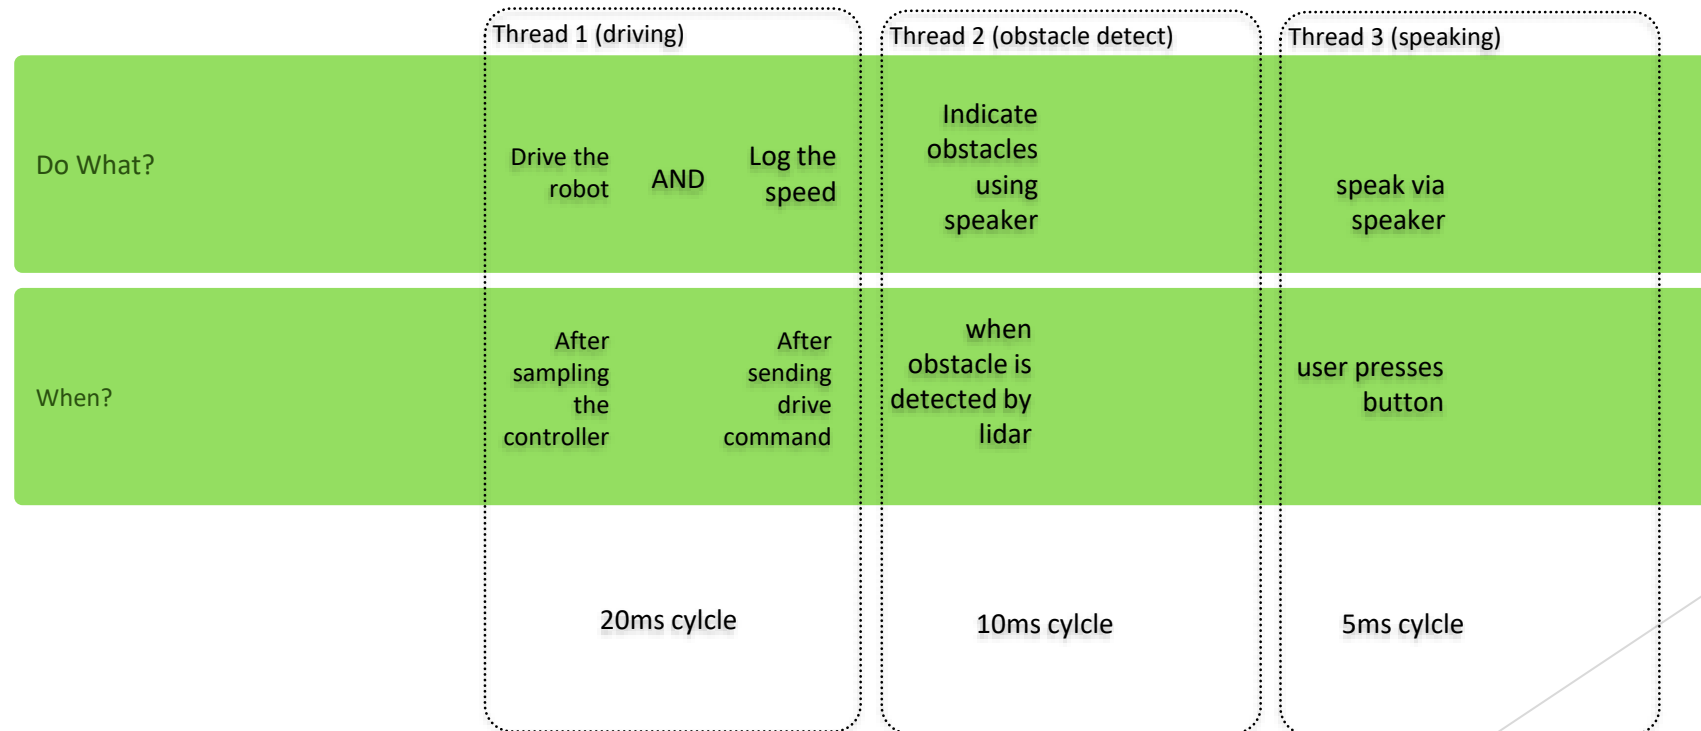 Thread 1 (driving)
Thread 2 (obstacle detect)
Thread 3 (speaking)
Do What?
Drive the
robot
AND
Log the
speed
Indicate
obstacles
using
speaker
speak via
speaker
When?
After
sampling
the
controller
After
sending
drive
command
when
obstacle is
detected by
lidar
user presses
button
20ms cylcle
10ms cylcle
5ms cylcle